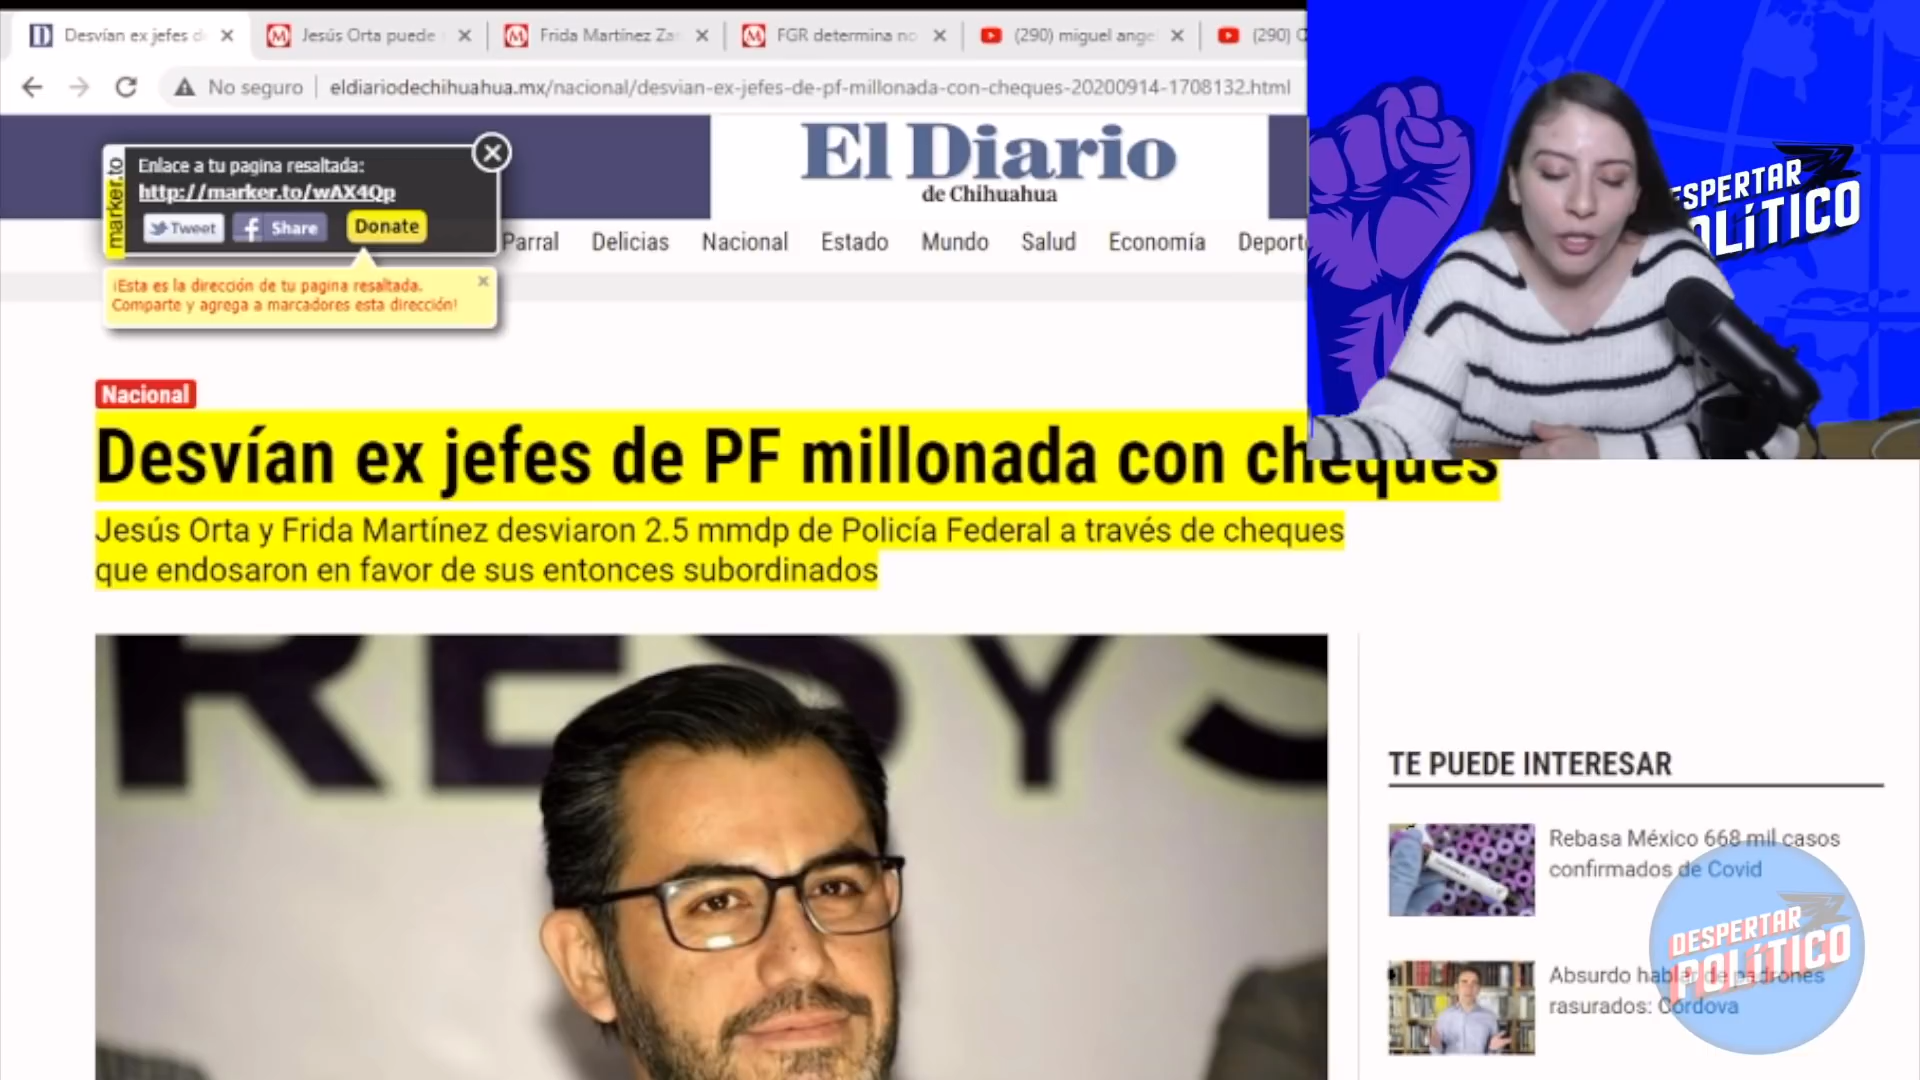 Desvían ex jefes d
Jesús Orta puede
Frida Martínez Za
FGR determina no
(290) miguel ange
(290)
No seguro
eldiariodechihuahua.mx/nacional/desvian-ex-jefes-de-pf-millonada-con-cheques-20200914-1708132.html
marker.to
Enlace a tu pagina resaltada:
http://marker.to/wAX4Qp
Tweet
Share
Donate
¡Esta es la dirección de tu pagina resaltada.
Comparte y agrega a marcadores esta dirección!
El Diario
de Chihuahua
Parral Delicias Nacional Estado Mundo Salud Economía Deport
ESPERTAR
OLÍTICO
Nacional
Desvían ex jefes de PF millonada con cheques
Jesús Orta y Frida Martínez desviaron 2.5 mmdp de Policía Federal a través de cheques
que endosaron en favor de sus entonces subordinados
RESYS
TE PUEDE INTERESAR
Rebasa México 668 mil casos
confirmados de Covid
Absurdo hablar de padrones
rasurados: Córdova
DESPERTAR
POLÍTICO